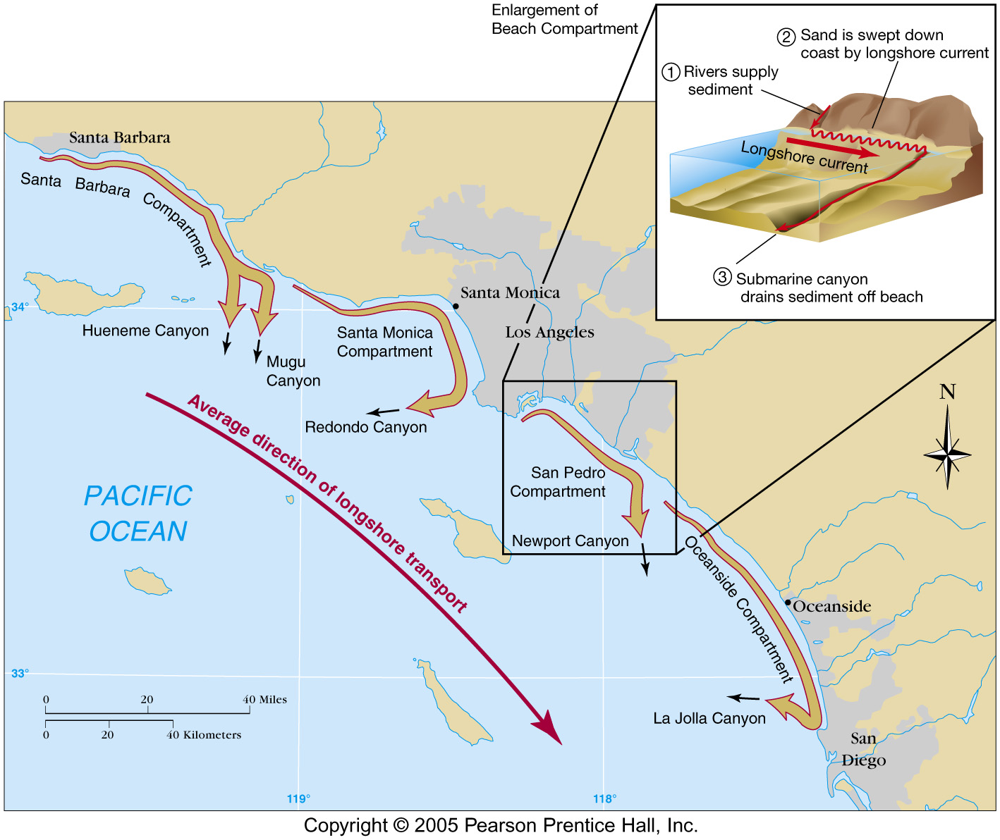 Enlargement of
Beach Compartment
② Sand is swept down
coast by longshore current
① Rivers supply
sediment
Longshore current
③ Submarine canyon
drains sediment off beach
Santa Barbara
Santa Barbara Compartment
34°
Hueneme Canyon
Mugu
Canyon
Santa Monica
Santa Monica
Compartment
Los Angeles
Redondo Canyon
Average direction of longshore transport
PACIFIC
OCEAN
San Pedro
Compartment
Newport Canyon
N
Oceanside Compartment
Oceanside
33°
0 20 40 Miles
0 20 40 Kilometers
La Jolla Canyon
San
Diego
119°
118°
Copyright © 2005 Pearson Prentice Hall, Inc.